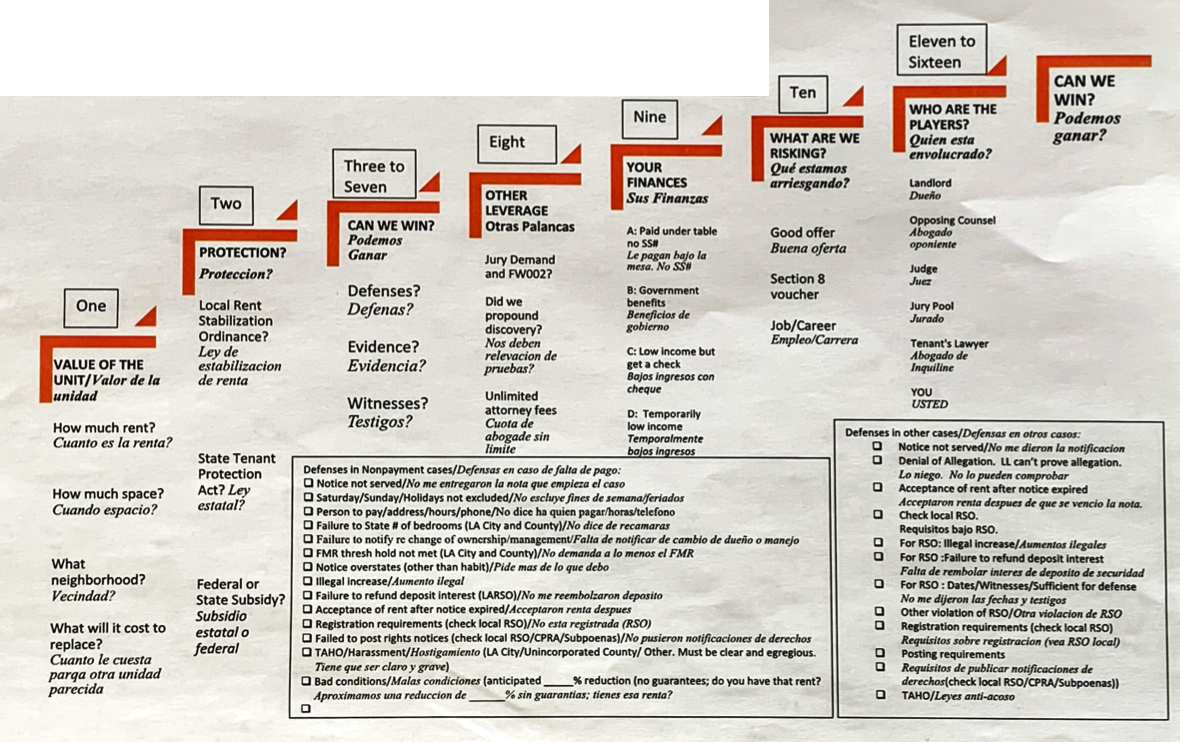 One
VALUE OF THE
UNIT/Valor de la
unidad
How much rent?
Cuanto es la renta?
How much space?
Cuando espacio?
What
neighborhood?
Vecindad?
What will it cost to
replace?
Cuanto le cuesta
parqa otra unidad
parecida
Two
PROTECTION?
Proteccion?
Local Rent
Stabilization
Ordinance?
Ley de
estabilizacion
de renta
State Tenant
Protection
Act? Ley
estatal?
Federal or
State Subsidy?
Subsidio
estatal o
federal
Three to
Seven
CAN WE WIN?
Podemos
Ganar
Defenses?
Defenas?
Evidence?
Evidencia?
Witnesses?
Testigos?
Eight
OTHER
LEVERAGE
Otras Palancas
Jury Demand
and FW002?
Did we
propound
discovery?
Nos deben
relevacion de
pruebas?
Unlimited
attorney fees
Cuota de
abogade sin
limite
Nine
YOUR
FINANCES
Sus Finanzas
A: Paid under table
no SS#
Le pagan bajo la
mesa. No SS#
B: Government
benefits
Beneficios de
gobierno
C: Low income but
get a check
Bajos ingresos con
cheque
D: Temporarily
low income
Temporalmente
bajos ingresos
Ten
WHAT ARE WE
RISKING?
Qué estamos
arriesgando?
Good offer
Buena oferta
Section 8
voucher
Job/Career
Empleo/Carrera
Eleven to
Sixteen
WHO ARE THE
PLAYERS?
Quien esta
envolucrado?
Landlord
Dueño
Opposing Counsel
Abogado
oponiente
Judge
Juez
Jury Pool
Jurado
Tenant's Lawyer
Abogado de
Inquiline
YOU
USTED
CAN WE
WIN?
Podemos
ganar?
Defenses in Nonpayment cases/Defensas en caso de falta de pago:
☐ Notice not served/No me entregaron la nota que empieza el caso
☐ Saturday/Sunday/Holidays not excluded/No escluye fines de semana/feriados
☐ Person to pay/address/hours/phone/No dice ha quien pagar/horas/telefono
☐ Failure to State # of bedrooms (LA City and County)/No dice de recamaras
☐ Failure to notify re change of ownership/management/Falta de notificar de cambio de dueño o manejo
☐ FMR thresh hold not met (LA City and County)/No demanda a lo menos el FMR
☐ Notice overstates (other than habit)/Pide mas de lo que debo
☐ Illegal increase/Aumento ilegal
☐ Failure to refund deposit interest (LARSO)/No me reembolzaron deposito
☐ Acceptance of rent after notice expired/Acceptaron renta despues
☐ Registration requirements (check local RSO)/No esta registrada (RSO)
☐ Failed to post rights notices (check local RSO/CPRA/Subpoenas)/No pusieron notificaciones de derechos
☐ TAHO/Harassment/Hostigamiento (LA City/Unincorporated County/ Other. Must be clear and egregious.
Tiene que ser claro y grave)
☐ Bad conditions/Malas condiciones (anticipated _____% reduction (no guarantees; do you have that rent?
Aproximamos una reduccion de ______% sin guarantias; tienes esa renta?
☐
Defenses in other cases/Defensas en otros casos:
☐ Notice not served/No me dieron la notificacion
☐ Denial of Allegation. LL can't prove allegation.
Lo niego. No lo pueden comprobar
☐ Acceptance of rent after notice expired
Acceptaron renta despues de que se vencio la nota.
☐ Check local RSO.
Requisitos bajo RSO.
☐ For RSO: Illegal increase/Aumentos ilegales
☐ For RSO :Failure to refund deposit interest
Falta de rembolar interes de deposito de securidad
☐ For RSO : Dates/Witnesses/Sufficient for defense
No me dijeron las fechas y testigos
☐ Other violation of RSO/Otra violacion de RSO
☐ Registration requirements (check local RSO)
Requisitos sobre registracion (vea RSO local)
☐ Posting requirements
☐ Requisitos de publicar notificaciones de
derechos(check local RSO/CPRA/Subpoenas))
☐ TAHO/Leyes anti-acoso